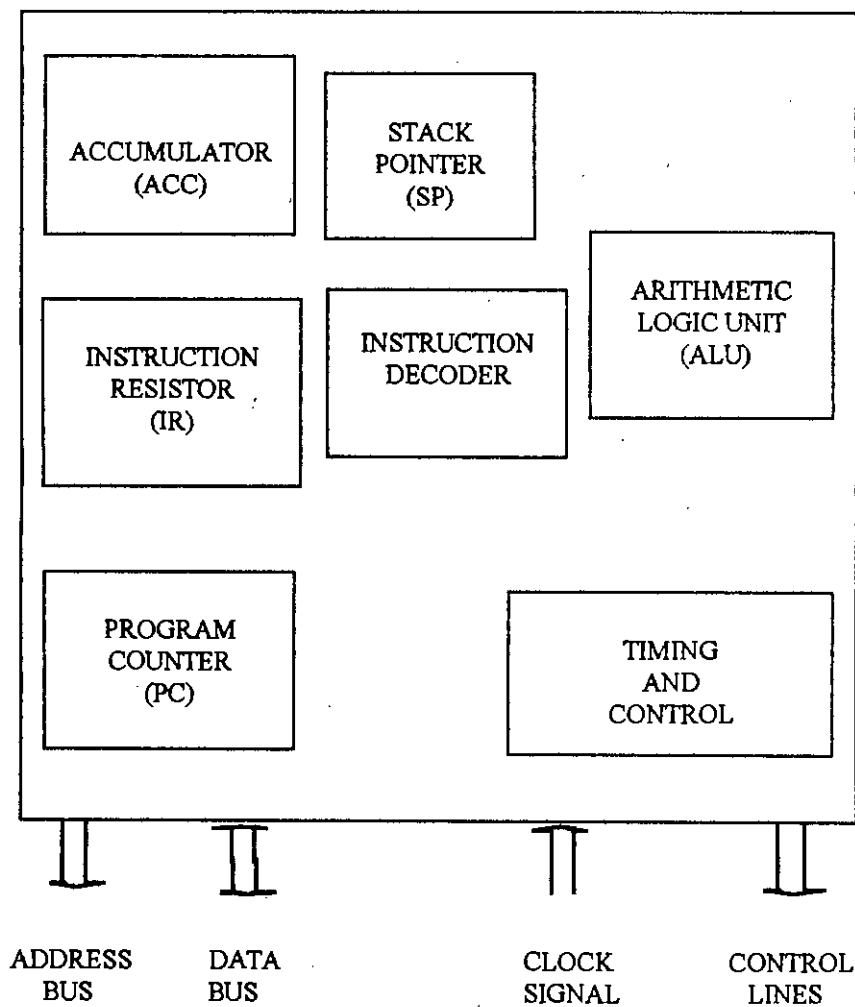 ACCUMULATOR
(ACC)
STACK
POINTER
(SP)
ARITHMETIC
LOGIC UNIT
(ALU)
INSTRUCTION
RESISTOR
(IR)
INSTRUCTION
DECODER
PROGRAM
COUNTER
(PC)
TIMING
AND
CONTROL
ADDRESS
BUS
DATA
BUS
CLOCK
SIGNAL
CONTROL
LINES